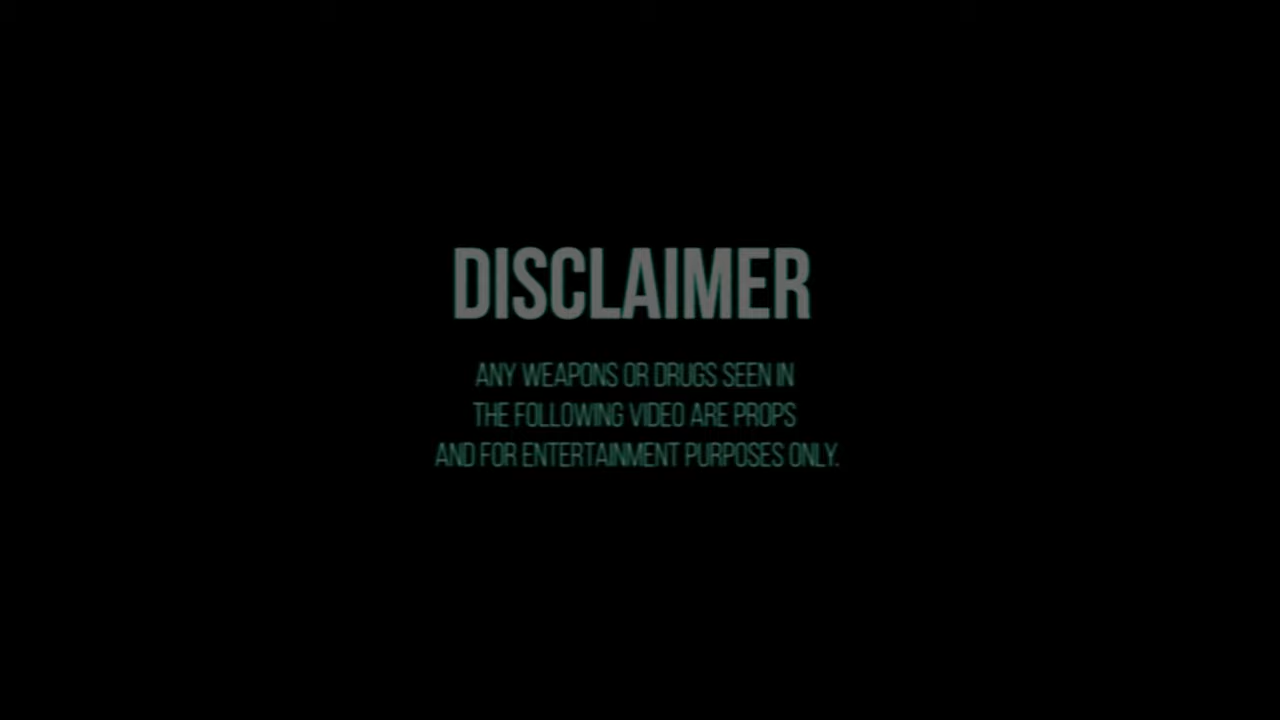 DISCLAIMER
ANY WEAPONS OR DRUGS SEEN IN
THE FOLLOWING VIDEO ARE PROPS
AND FOR ENTERTAINMENT PURPOSES ONLY.